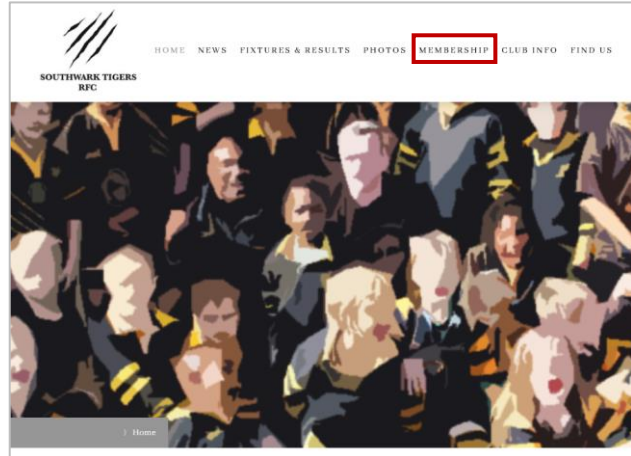 HOME NEWS FIXTURES & RESULTS PHOTOS MEMBERSHIP CLUB INFO FIND US
SOUTHWARK TIGERS
RFC
| Home